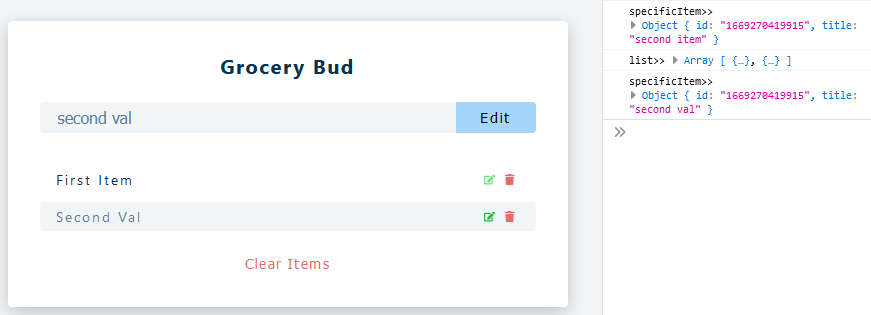 Grocery Bud
second val Edit
First Item
Second Val
Clear Items
specificItem>>
▶ Object { id: "1669270419915", title:
"second item" }
list>> ▶ Array [ {…}, {…} ]
specificItem>>
▶ Object { id: "1669270419915", title:
"second val" }
»